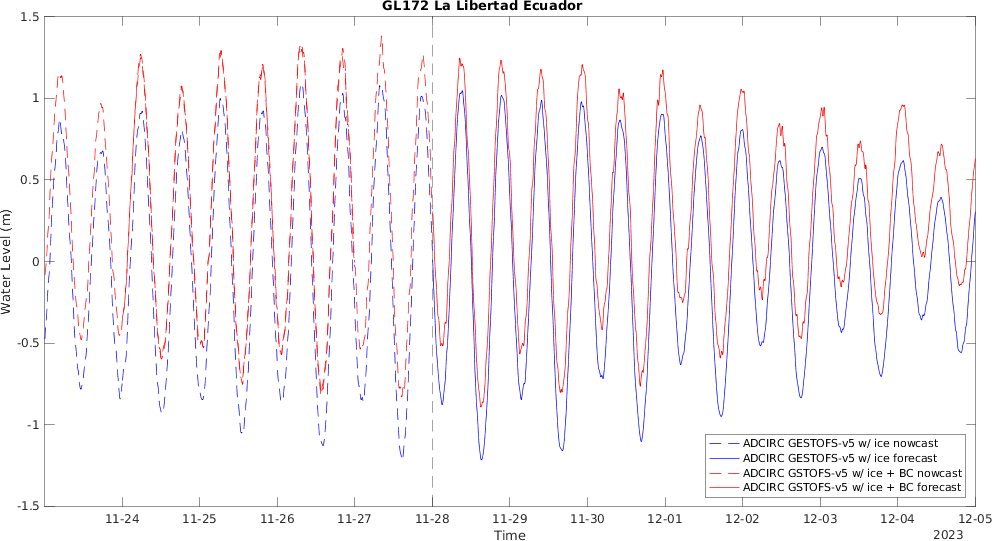 GL172 La Libertad Ecuador
1.5
1
0.5
0
-0.5
-1
-1.5
Water Level (m)
ADCIRC GESTOFS-v5 w/ ice nowcast
ADCIRC GESTOFS-v5 w/ ice forecast
ADCIRC GSTOFS-v5 w/ ice + BC nowcast
ADCIRC GSTOFS-v5 w/ ice + BC forecast
11-24 11-25 11-26 11-27 11-28 11-29 11-30 12-01 12-02 12-03 12-04 12-05
Time
2023